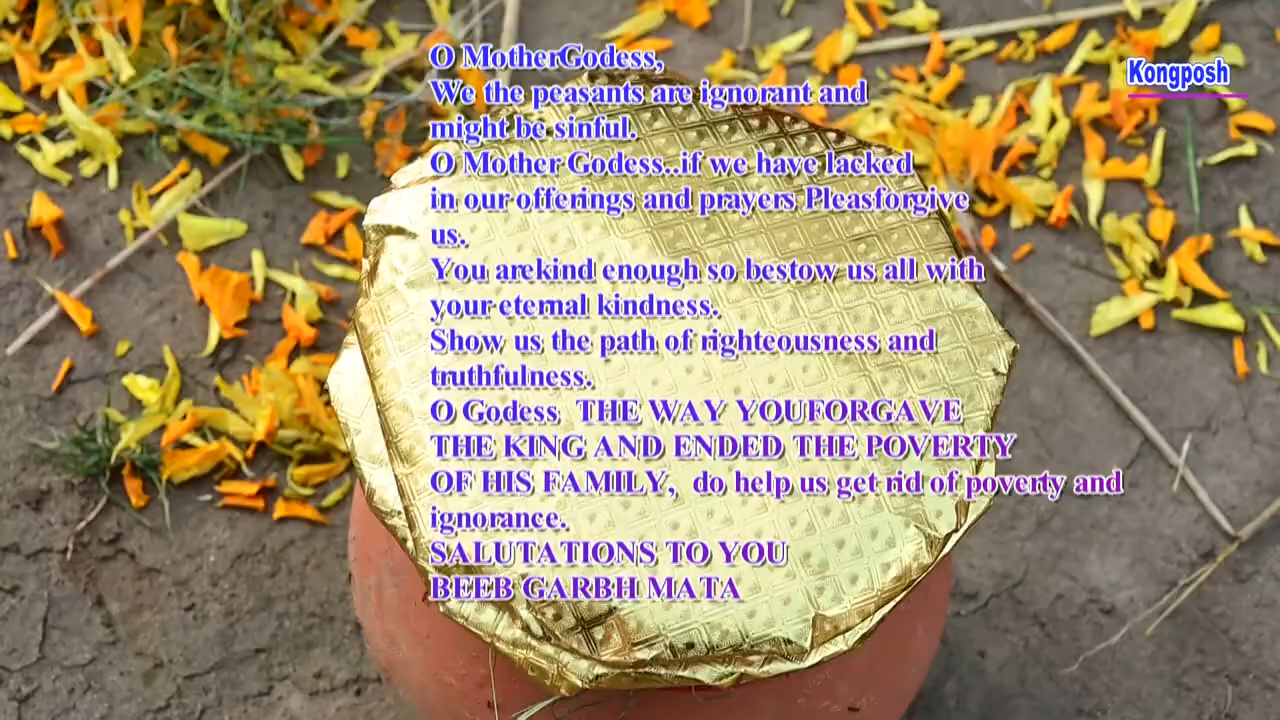 O MotherGodess,
We the peasants are ignorant and
might be sinful.
O Mother Godess..if we have lacked
in our offerings and prayers Pleasforgive
us.
You arekind enough so bestow us all with
your eternal kindness.
Show us the path of righteousness and
truthfulness.
O Godess THE WAY YOUFORGAVE
THE KING AND ENDED THE POVERTY
OF HIS FAMILY, do help us get rid of poverty and
ignorance.
SALUTATIONS TO YOU
BEEB GARBH MATA
Kongposh